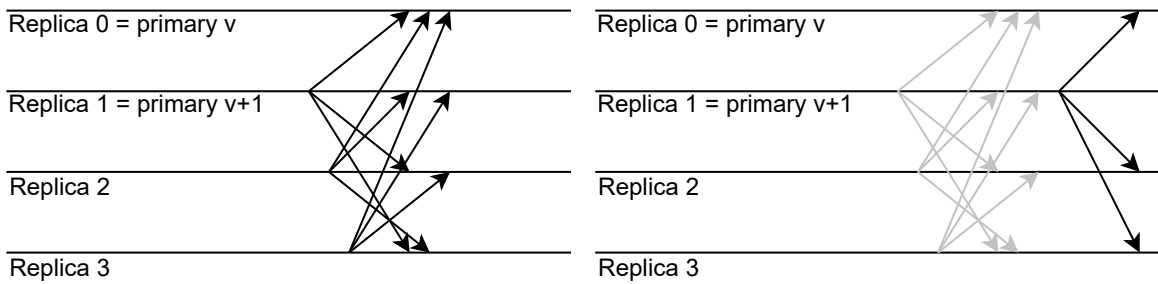 Replica 0 = primary v
Replica 1 = primary v+1
Replica 2
Replica 3
Replica 0 = primary v
Replica 1 = primary v+1
Replica 2
Replica 3